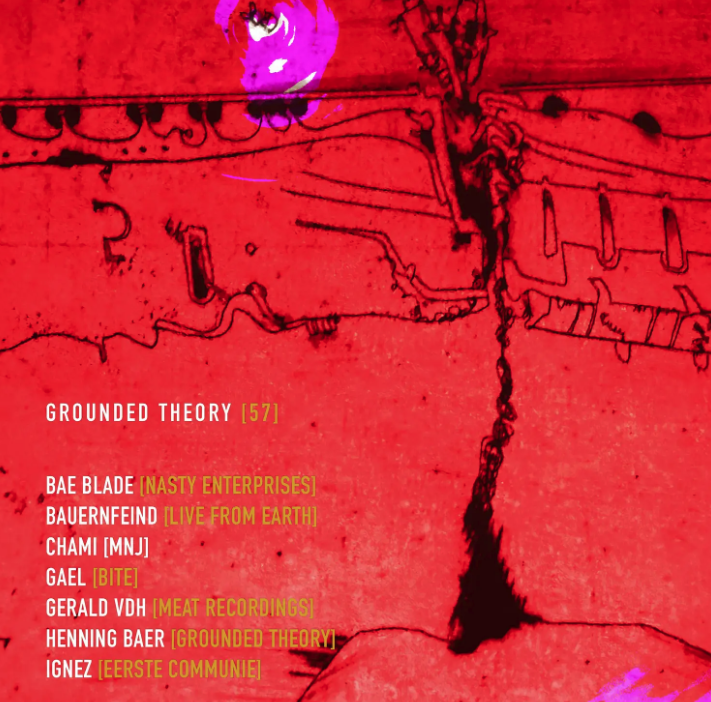 GROUNDED THEORY [57]
BAE BLADE [NASTY ENTERPRISES]
BAUERNFEIND [LIVE FROM EARTH]
CHAMI [MNJ]
GAEL [BITE]
GERALD VDH [MEAT RECORDINGS]
HENNING BAER [GROUNDED THEORY]
IGNEZ [EERSTE COMMUNIE]